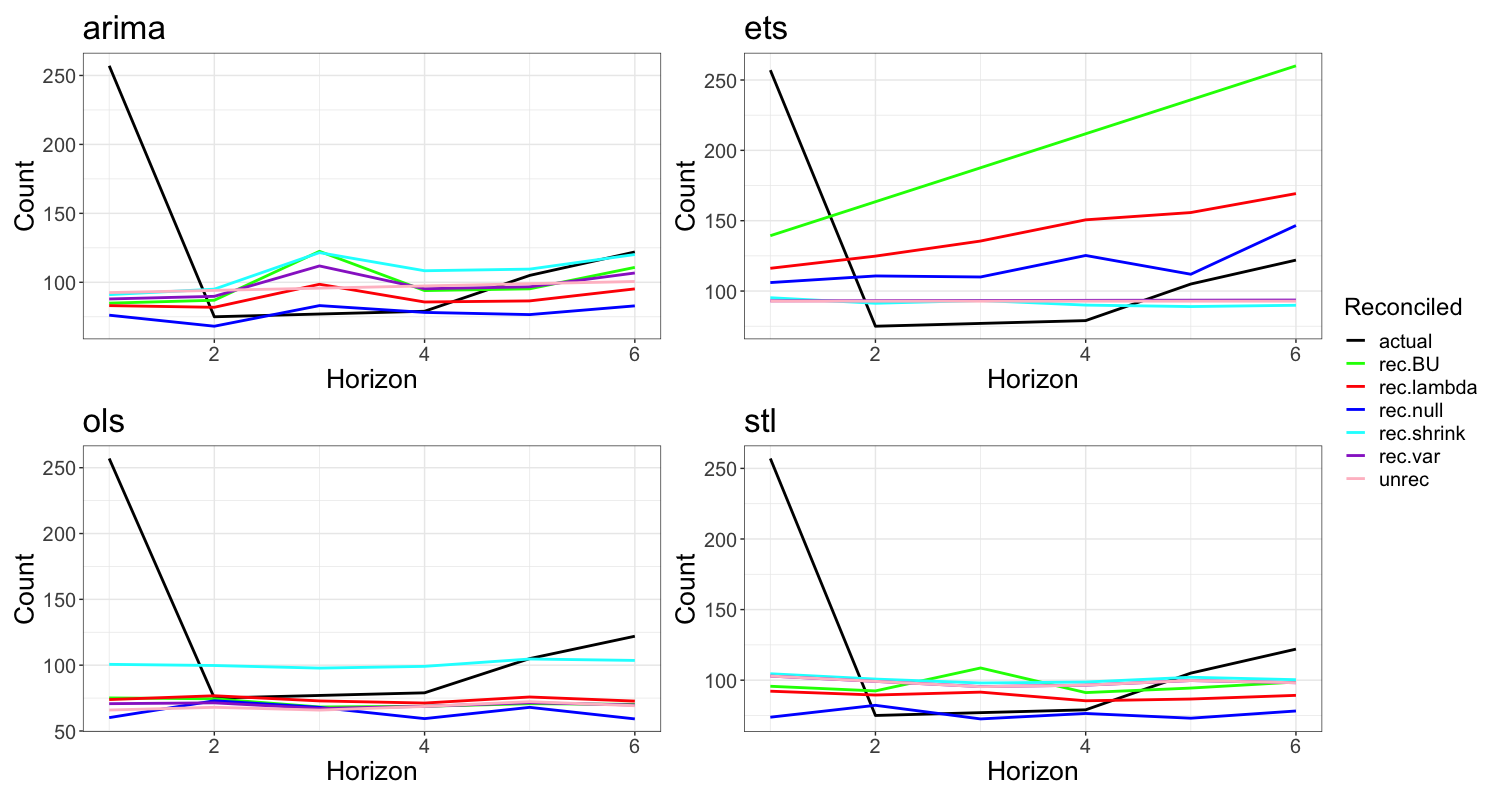 arima
250
200
150
100
Count
2
4
6
Horizon
ets
250
200
150
100
Count
2
4
6
Horizon
ols
250
200
150
100
50
Count
2
4
6
Horizon
stl
250
200
150
100
Count
2
4
6
Horizon
Reconciled
actual
rec.BU
rec.lambda
rec.null
rec.shrink
rec.var
unrec